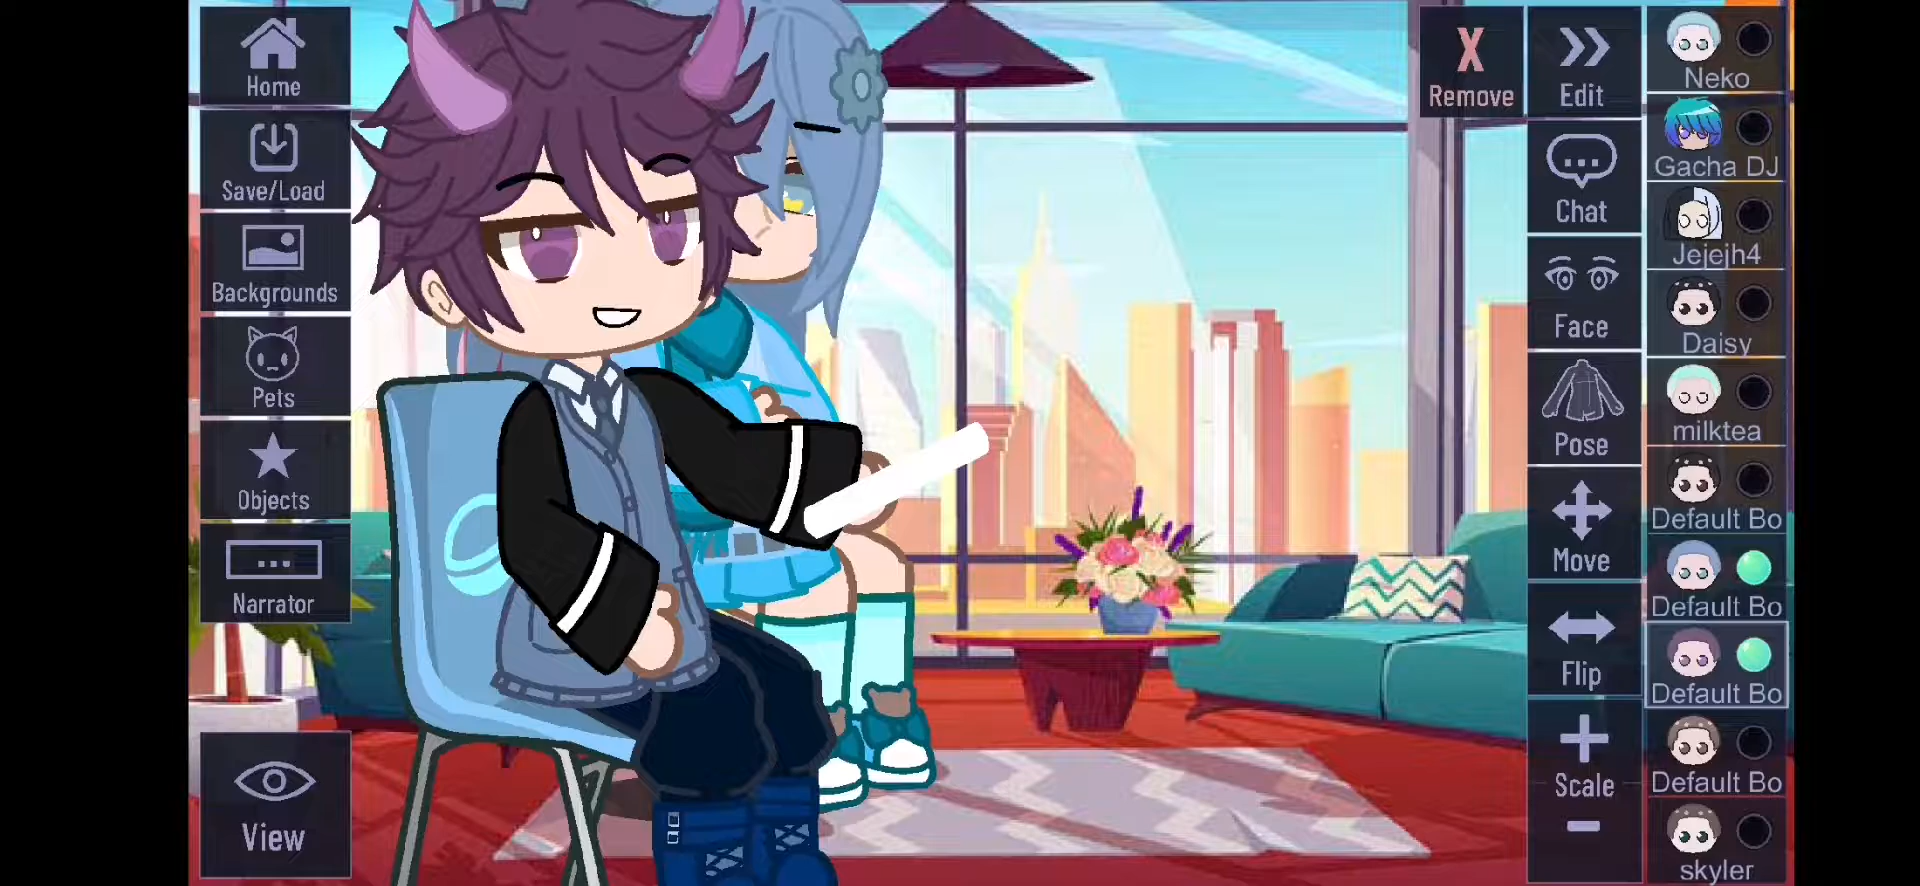 Home
Save/Load
Backgrounds
Pets
Objects
Narrator
View
X
Remove
Edit
Chat
Face
Pose
Move
Flip
Scale
Neko
Gacha DJ
Jejejh4
Daisy
milktea
Default Bo
Default Bo
Default Bo
Default Bo
skyler